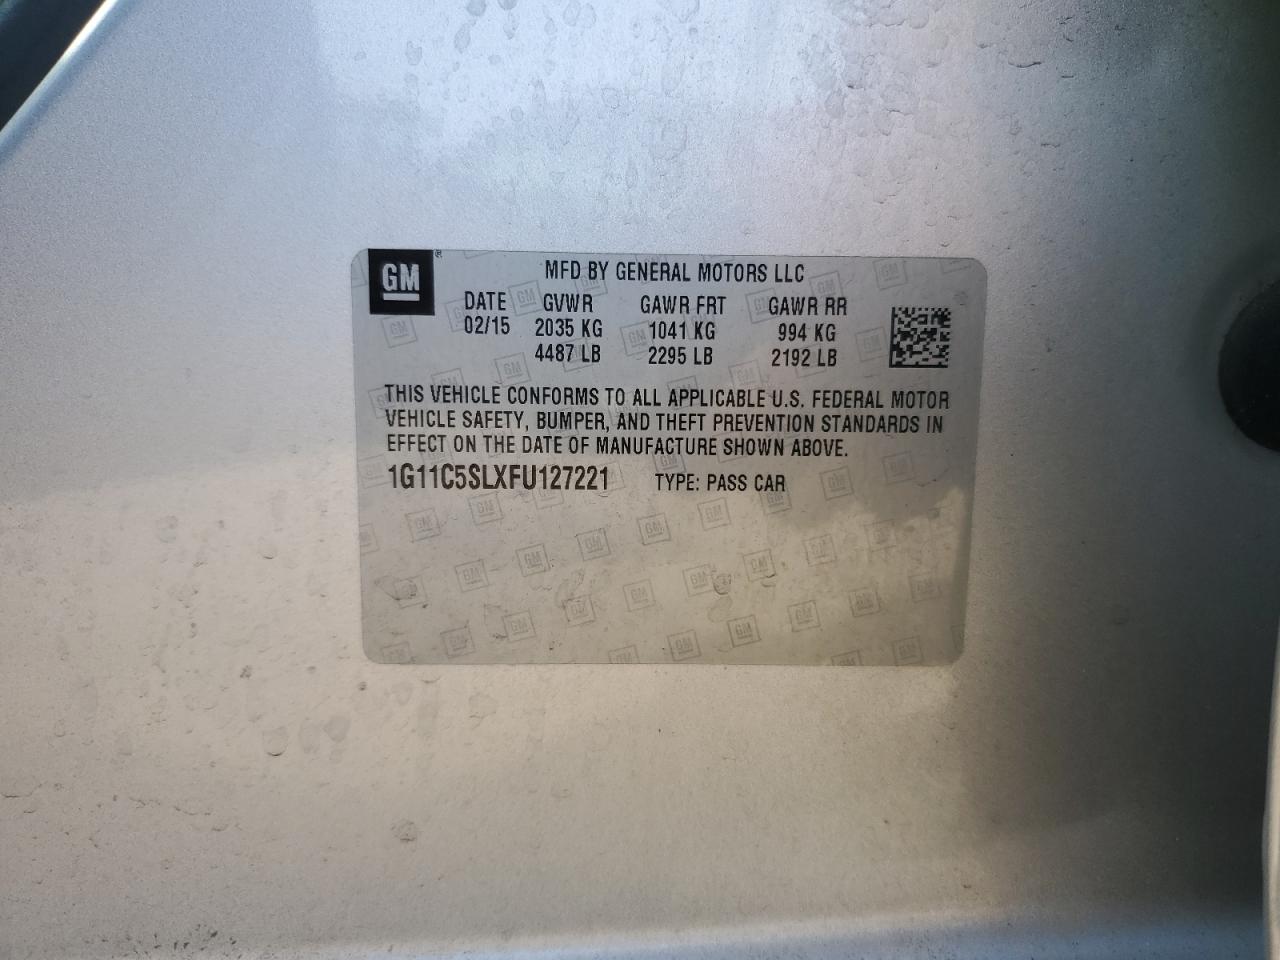 GM ®
MFD BY GENERAL MOTORS LLC
DATE GVWR GAWR FRT GAWR RR
02/15 2035 KG 1041 KG 994 KG
4487 LB 2295 LB 2192 LB
THIS VEHICLE CONFORMS TO ALL APPLICABLE U.S. FEDERAL MOTOR
VEHICLE SAFETY, BUMPER, AND THEFT PREVENTION STANDARDS IN
EFFECT ON THE DATE OF MANUFACTURE SHOWN ABOVE.
1G11C5SLXFU127221 TYPE: PASS CAR